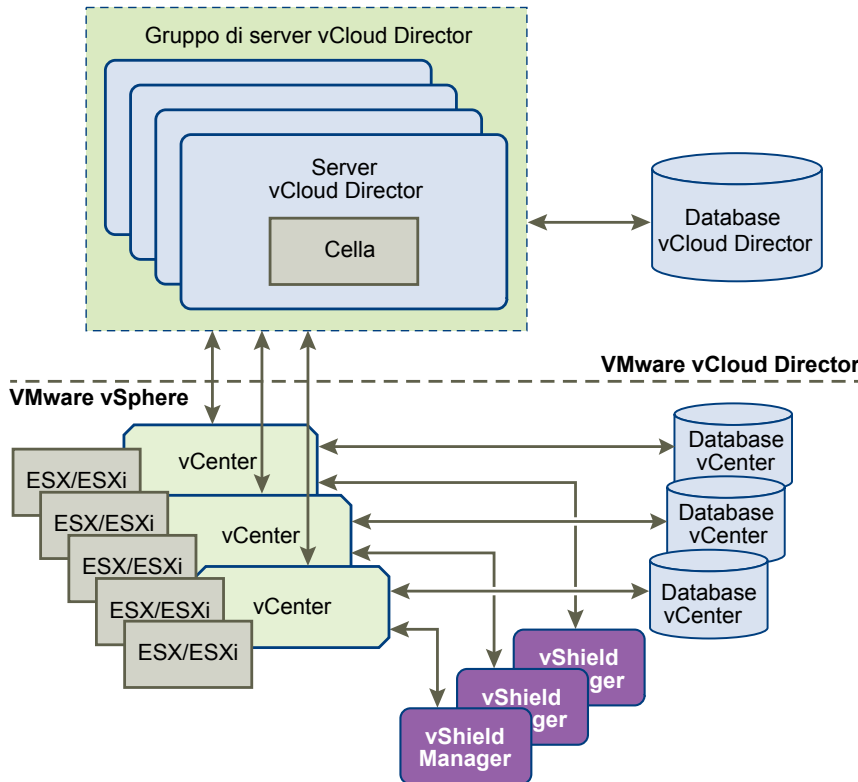 Gruppo di server vCloud Director
Server
vCloud Director
Cella
Database
vCloud Director
VMware vCloud Director
VMware vSphere
vCenter
Database
vCenter
ESX/ESXi
ESX/ESXi
vCenter
Database
vCenter
ESX/ESXi
vCenter
Database
vCenter
ESX/ESXi
ESX/ESXi
vShield
vShield
vShield
Manager